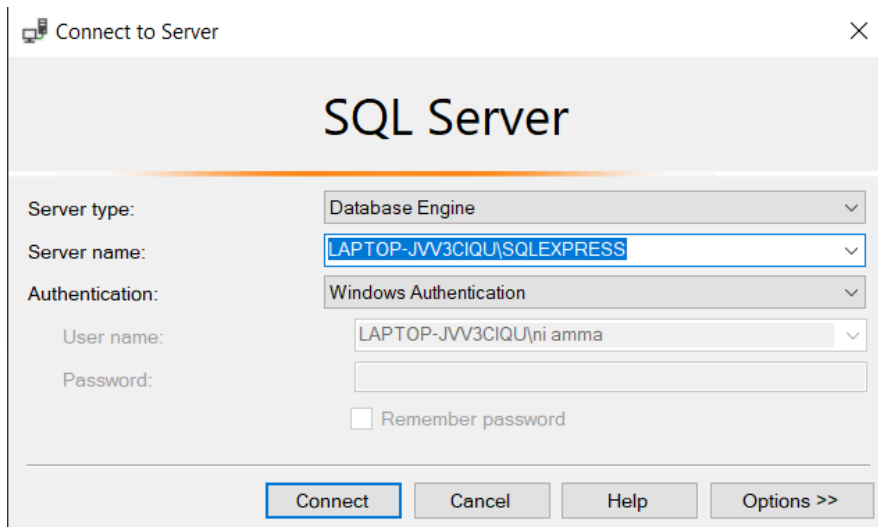 Connect to Server
SQL Server
Server type: Database Engine
Server name: LAPTOP-JVV3CIQU\SQLEXPRESS
Authentication: Windows Authentication
User name: LAPTOP-JVV3CIQU\ni amma
Password:
Remember password
Connect Cancel Help Options >>